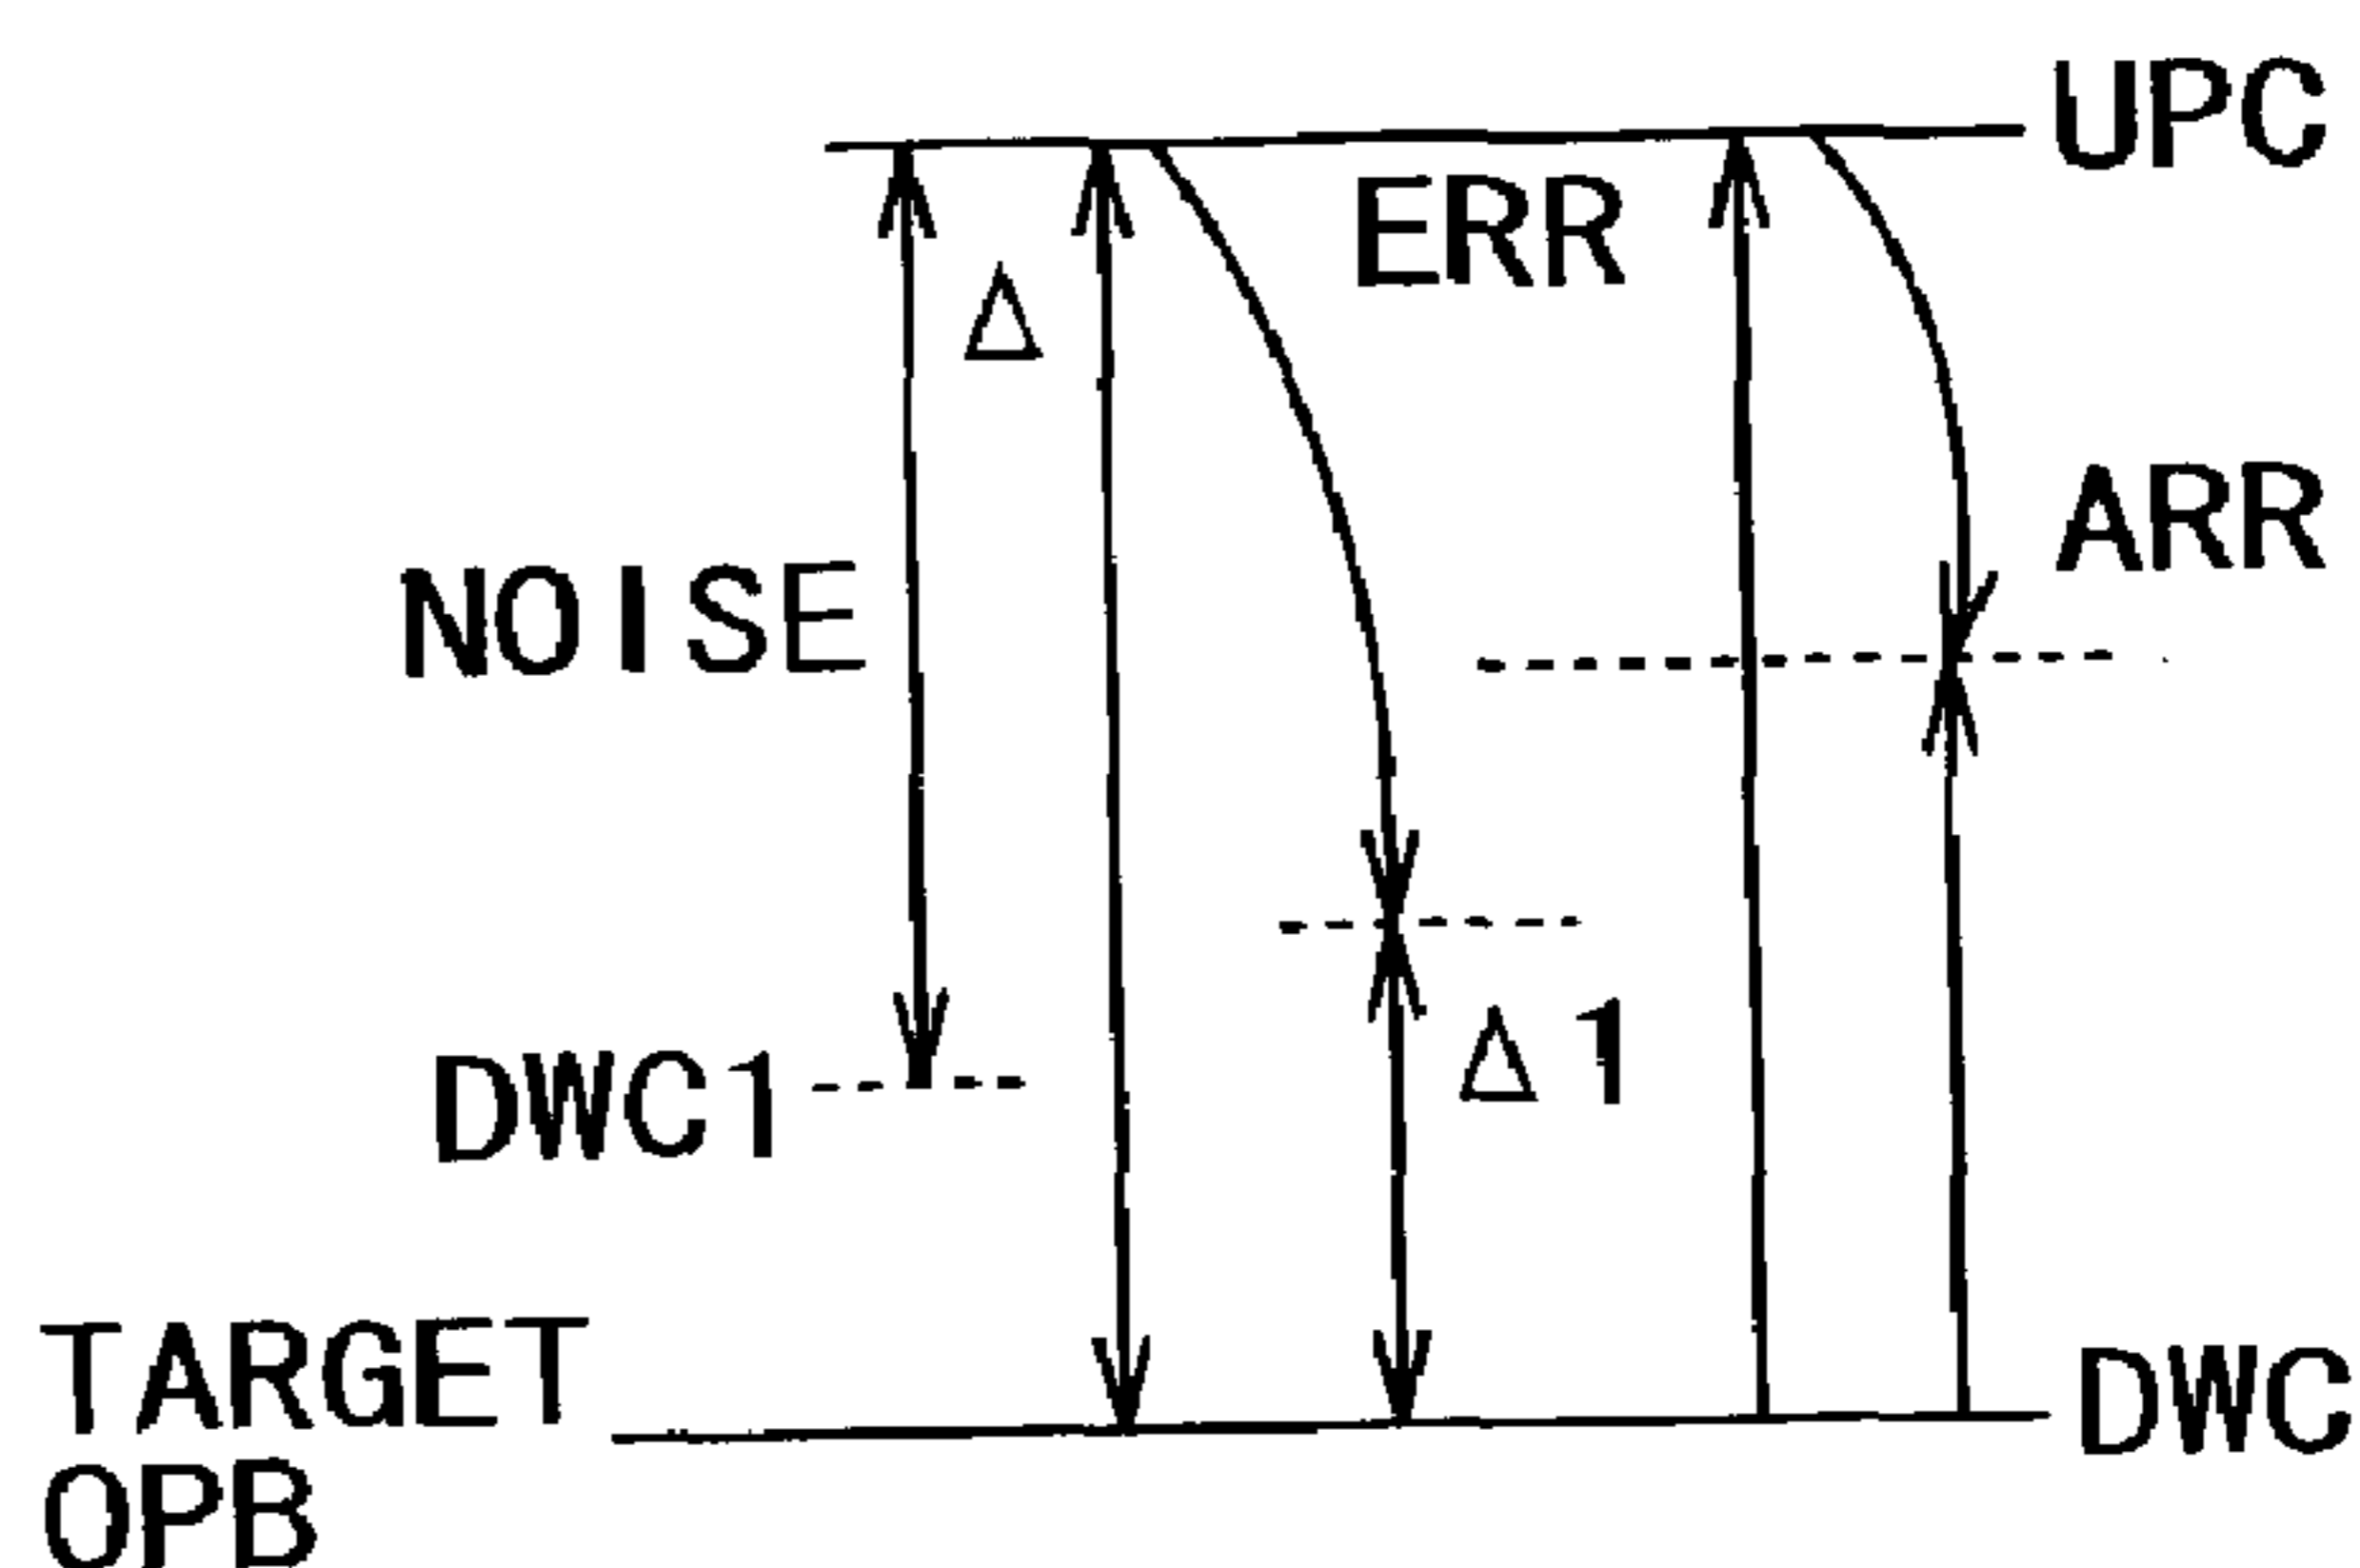 UPC
ERR
Δ
ARR
NOISE
Δ1
DWC1
TARGET
OPB
DWC